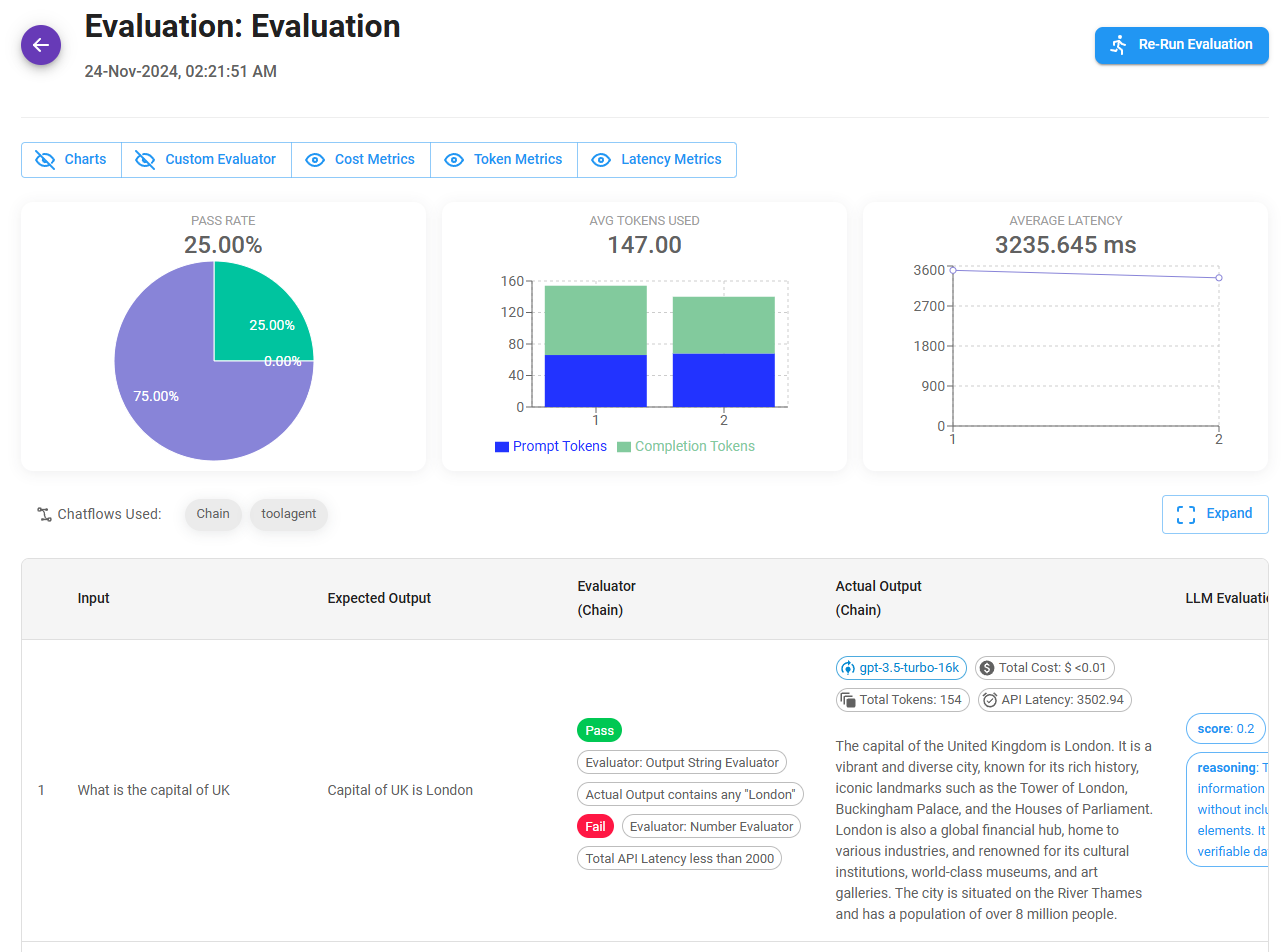 Evaluation: Evaluation
24-Nov-2024, 02:21:51 AM
Re-Run Evaluation
Charts
Custom Evaluator
Cost Metrics
Token Metrics
Latency Metrics
PASS RATE
25.00%
25.00%
0.00%
75.00%
AVG TOKENS USED
147.00
160
120
80
40
0
1
2
Prompt Tokens
Completion Tokens
AVERAGE LATENCY
3235.645 ms
3600
2700
1800
900
0
1
2
Chatflows Used:
Chain
toolagent
Expand
Input
Expected Output
Evaluator
(Chain)
Actual Output
(Chain)
LLM Evaluatio
1
What is the capital of UK
Capital of UK is London
Pass
Evaluator: Output String Evaluator
Actual Output contains any "London"
Fail
Evaluator: Number Evaluator
Total API Latency less than 2000
gpt-3.5-turbo-16k
Total Cost: $ <0.01
Total Tokens: 154
API Latency: 3502.94
The capital of the United Kingdom is London. It is a
vibrant and diverse city, known for its rich history,
iconic landmarks such as the Tower of London,
Buckingham Palace, and the Houses of Parliament.
London is also a global financial hub, home to
various industries, and renowned for its cultural
institutions, world-class museums, and art
galleries. The city is situated on the River Thames
and has a population of over 8 million people.
score: 0.2
reasoning: T
information
without inclu
elements. It
verifiable da